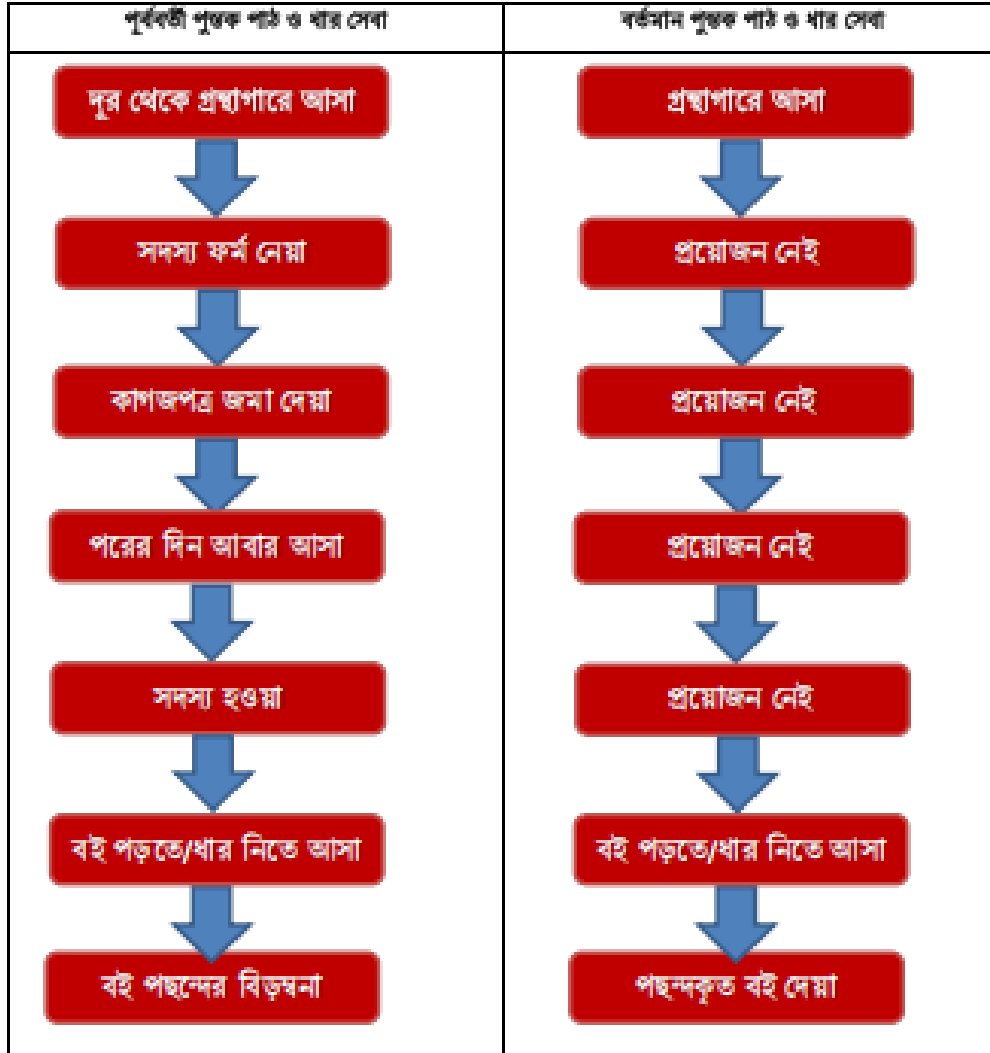 পূর্ববর্তী পুস্তক পাঠ ও ধার সেবা
দূর থেকে গ্রন্থাগারে আসা
সদস্য ফর্ম নেয়া
কাগজপত্র জমা দেয়া
পরের দিন আবার আসা
সদস্য হওয়া
বই পড়তে/ধার নিতে আসা
বই পছন্দের বিড়ম্বনা
বর্তমান পুস্তক পাঠ ও ধার সেবা
গ্রন্থাগারে আসা
প্রয়োজন নেই
প্রয়োজন নেই
প্রয়োজন নেই
প্রয়োজন নেই
বই পড়তে/ধার নিতে আসা
পছন্দকৃত বই দেয়া